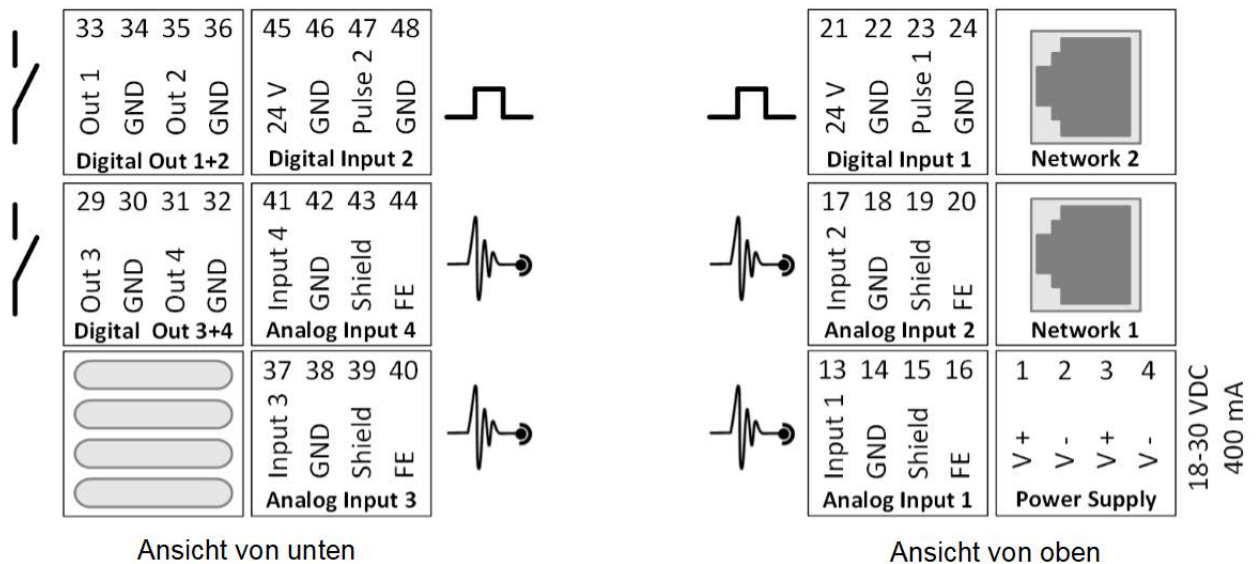 33 34 35 36
Out 1
GND
Out 2
GND
Digital Out 1+2
45 46 47 48
24 V
GND
Pulse 2
GND
Digital Input 2
29 30 31 32
Out 3
GND
Out 4
GND
Digital Out 3+4
41 42 43 44
Input 4
GND
Shield
FE
Analog Input 4
37 38 39 40
Input 3
GND
Shield
FE
Analog Input 3
Ansicht von unten
21 22 23 24
24 V
GND
Pulse 1
GND
Digital Input 1
Network 2
17 18 19 20
Input 2
GND
Shield
FE
Analog Input 2
Network 1
13 14 15 16
Input 1
GND
Shield
FE
Analog Input 1
1 2 3 4
V +
V -
V +
V -
Power Supply
18-30 VDC
400 mA
Ansicht von oben